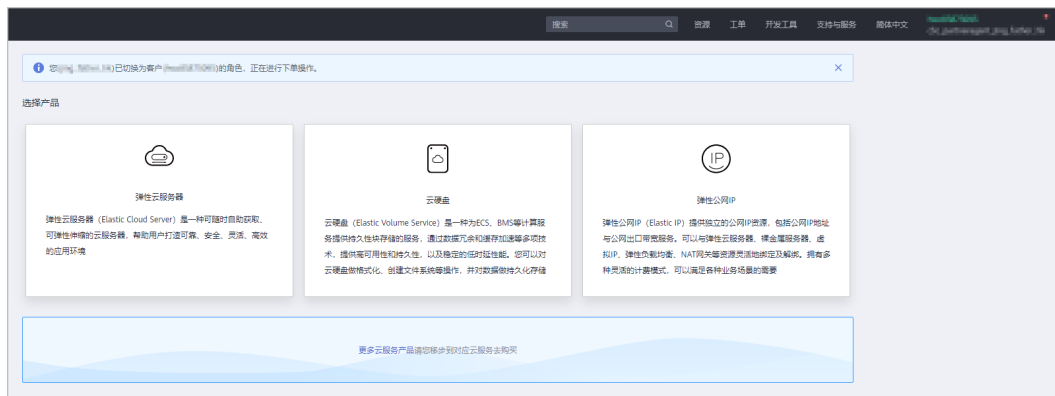 搜索 资源 工单 开发工具 支持与服务 简体中文
您()已切换为客户()的角色，正在进行下单操作。
选择产品
弹性云服务器
弹性云服务器（Elastic Cloud Server）是一种可随时自助获取、
可弹性伸缩的云服务器，帮助用户打造可靠、安全、灵活、高效
的应用环境
云硬盘
云硬盘（Elastic Volume Service）是一种为ECS、BMS等计算服
务提供持久性块存储的服务，通过数据冗余和缓存加速等多项技
术，提供高可用性和持久性，以及稳定的低时延性能。您可以对
云硬盘做格式化、创建文件系统等操作，并对数据做持久化存储
弹性公网IP
弹性公网IP（Elastic IP）提供独立的公网IP资源，包括公网IP地址
与公网出口带宽服务。可以与弹性云服务器、裸金属服务器、虚
拟IP、弹性负载均衡、NAT网关等资源灵活地绑定及解绑。拥有多
种灵活的计费模式，可以满足各种业务场景的需要
更多云服务产品请您移步到对应云服务去购买